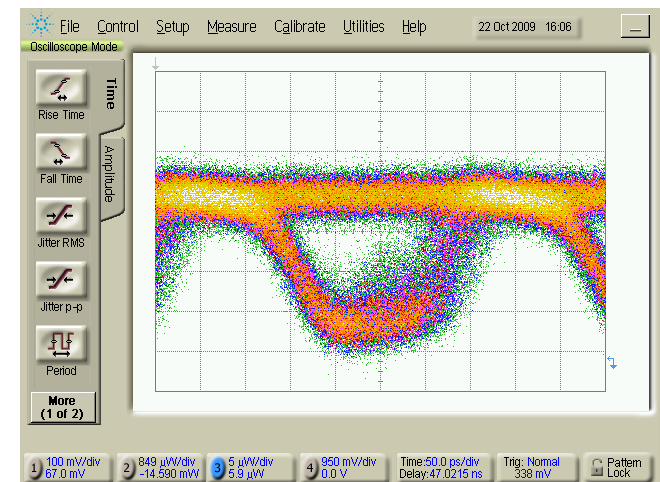 File Control Setup Measure Calibrate Utilities Help 22 Oct 2009 16:06
Oscilloscope Mode
Time
Amplitude
Rise Time
Fall Time
Jitter RMS
Jitter p-p
Period
More
(1 of 2)
1 100 mV/div
67.0 mV
2 849 µW/div
-14.590 mW
3 5 µW/div
5.9 µW
4 950 mV/div
0.0 V
Time:50.0 ps/div
Delay:47.0215 ns
Trig: Normal
338 mV
Pattern
Lock